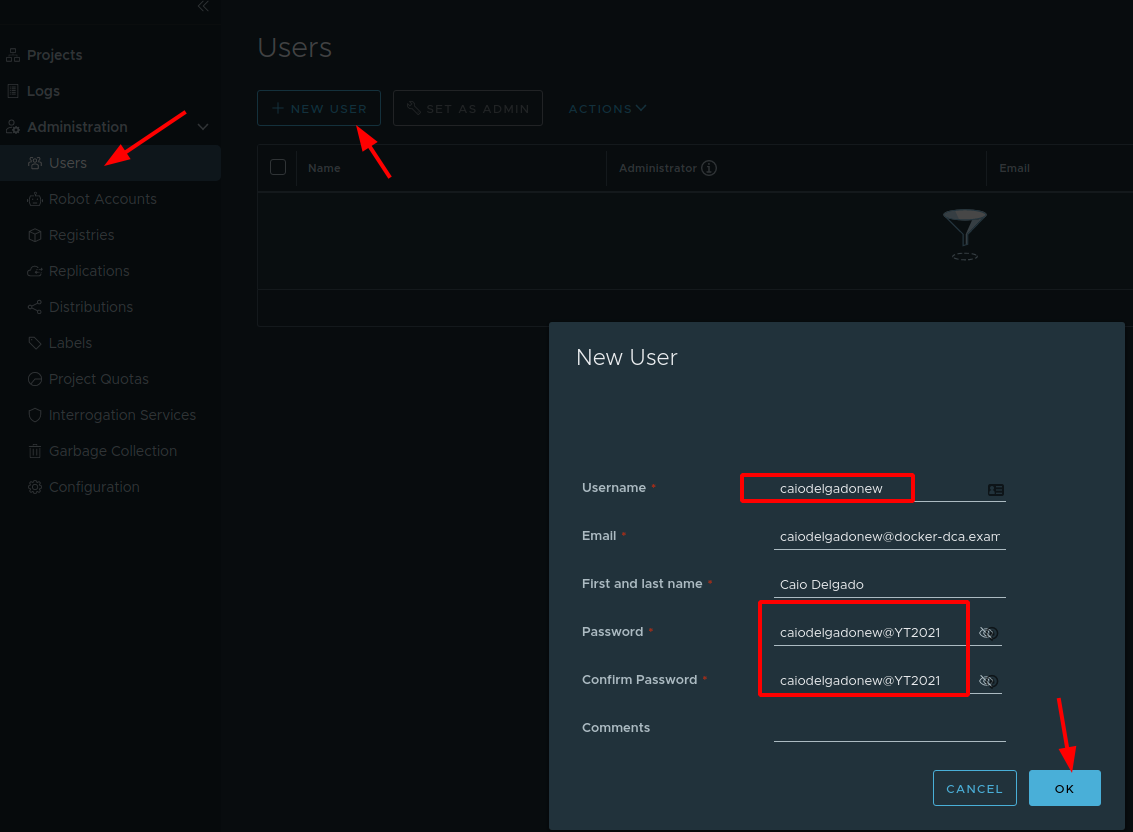 Users
Projects
Logs
Administration
Users
Robot Accounts
Registries
Replications
Distributions
Labels
Project Quotas
Interrogation Services
Garbage Collection
Configuration
NEW USER SET AS ADMIN ACTIONS
Name Administrator Email
New User
Username * caiodelgadonew
Email * caiodelgadonew@docker-dca.exam
First and last name * Caio Delgado
Password * caiodelgadonew@YT2021
Confirm Password * caiodelgadonew@YT2021
Comments
CANCEL OK